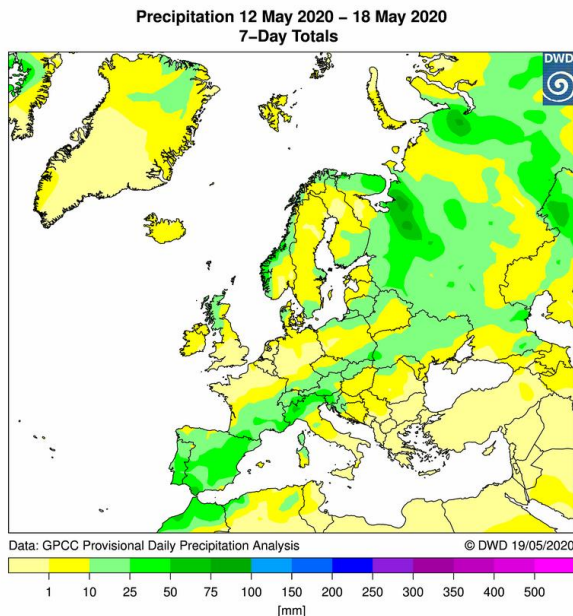 Precipitation 12 May 2020 – 18 May 2020
7–Day Totals
DWD
Data: GPCC Provisional Daily Precipitation Analysis © DWD 19/05/2020
1 10 25 50 75 100 150 200 250 300 350 400 500
[mm]